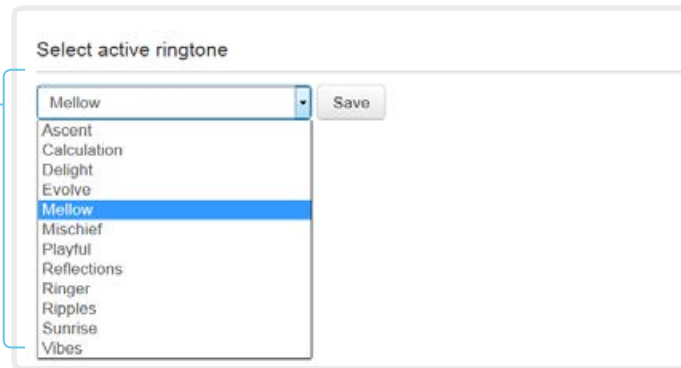 Select active ringtone
Mellow Save
Ascent
Calculation
Delight
Evolve
Mellow
Mischief
Playful
Reflections
Ringer
Ripples
Sunrise
Vibes